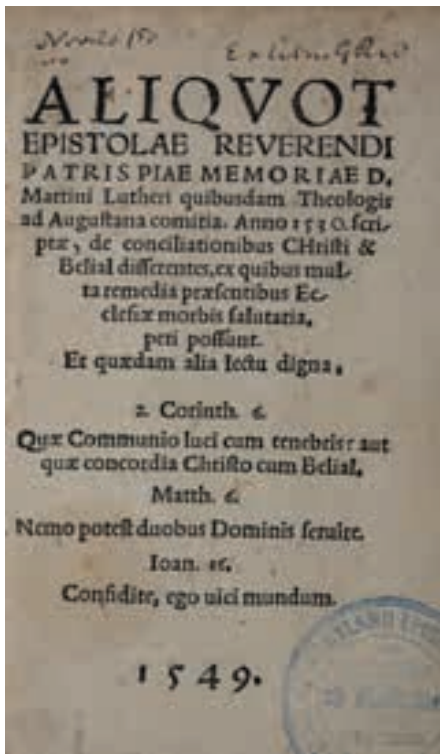 ALIQVOT
EPISTOLAE REVERENDI
PATRIS PIAE MEMORIAE D.
Martini Lutheri quibusdam Theologis
ad Augustana comitia. Anno 1530. scri-
ptæ, de conciliationibus CHristi &
Belial disserentes, ex quibus mul-
ta remedia præsentibus Ec-
clesiæ morbis salutaria,
peti possunt.
Et quædam alia lectu digna.
2. Corinth. 6.
Quæ Communio luci cum tenebris? aut
quæ concordia Christo cum Belial.
Matth. 6.
Nemo potest duobus Dominis seruire.
Ioan. 16.
Confidite, ego uici mundum.
1549.